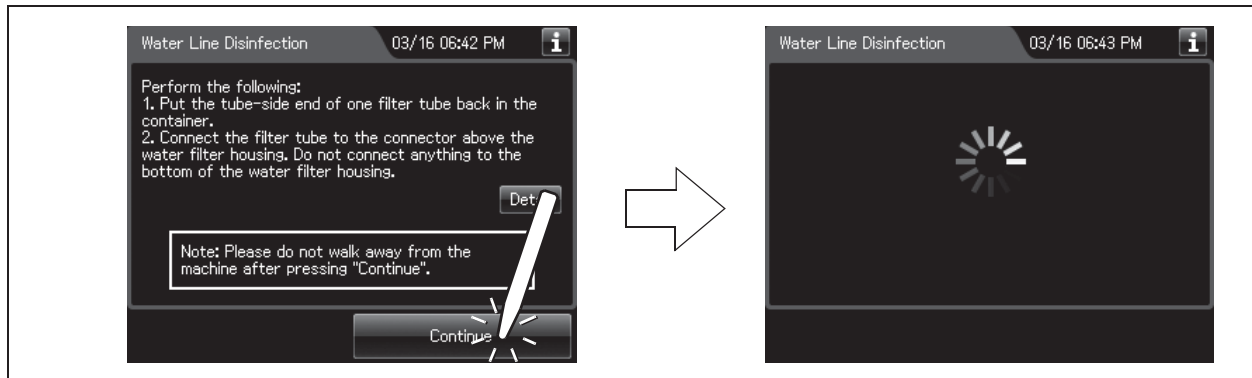 Water Line Disinfection 03/16 06:42 PM i
Perform the following:
1. Put the tube-side end of one filter tube back in the
container.
2. Connect the filter tube to the connector above the
water filter housing. Do not connect anything to the
bottom of the water filter housing.
Note: Please do not walk away from the
machine after pressing "Continue".
Continue
Water Line Disinfection 03/16 06:43 PM i